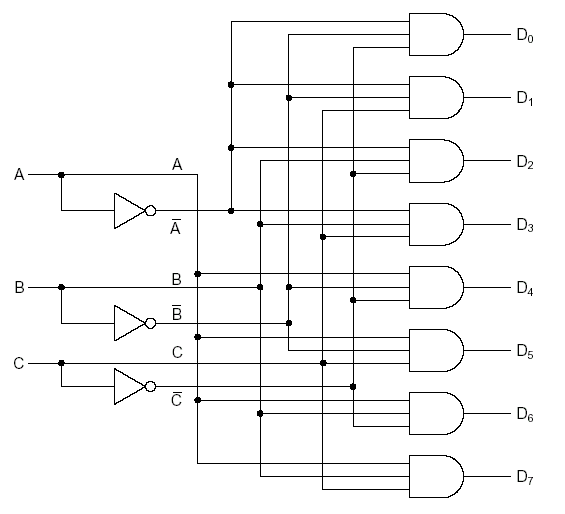 D₀
D₁
D₂
A A
A̅
D₃
B B
D₄
B̅
C C
D₅
C̅
D₆
D₇